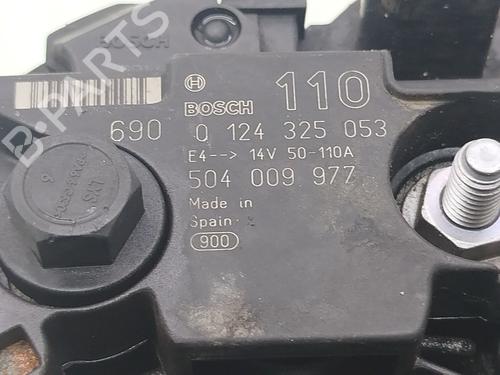 BOSCH
B-PARTS
BOSCH 110
690 0 124 325 053
E4--> 14V 50-110A
504 009 977
Made in
Spain
900